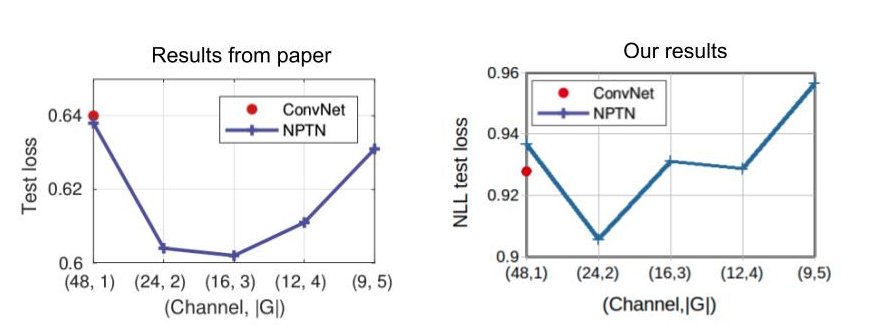 Results from paper
Test loss
0.64
0.62
0.6
ConvNet
NPTN
(48, 1) (24, 2) (16, 3) (12, 4) (9, 5)
(Channel, |G|)
Our results
NLL test loss
0.96
0.94
0.92
0.9
ConvNet
NPTN
(48,1) (24,2) (16,3) (12,4) (9,5)
(Channel,|G|)